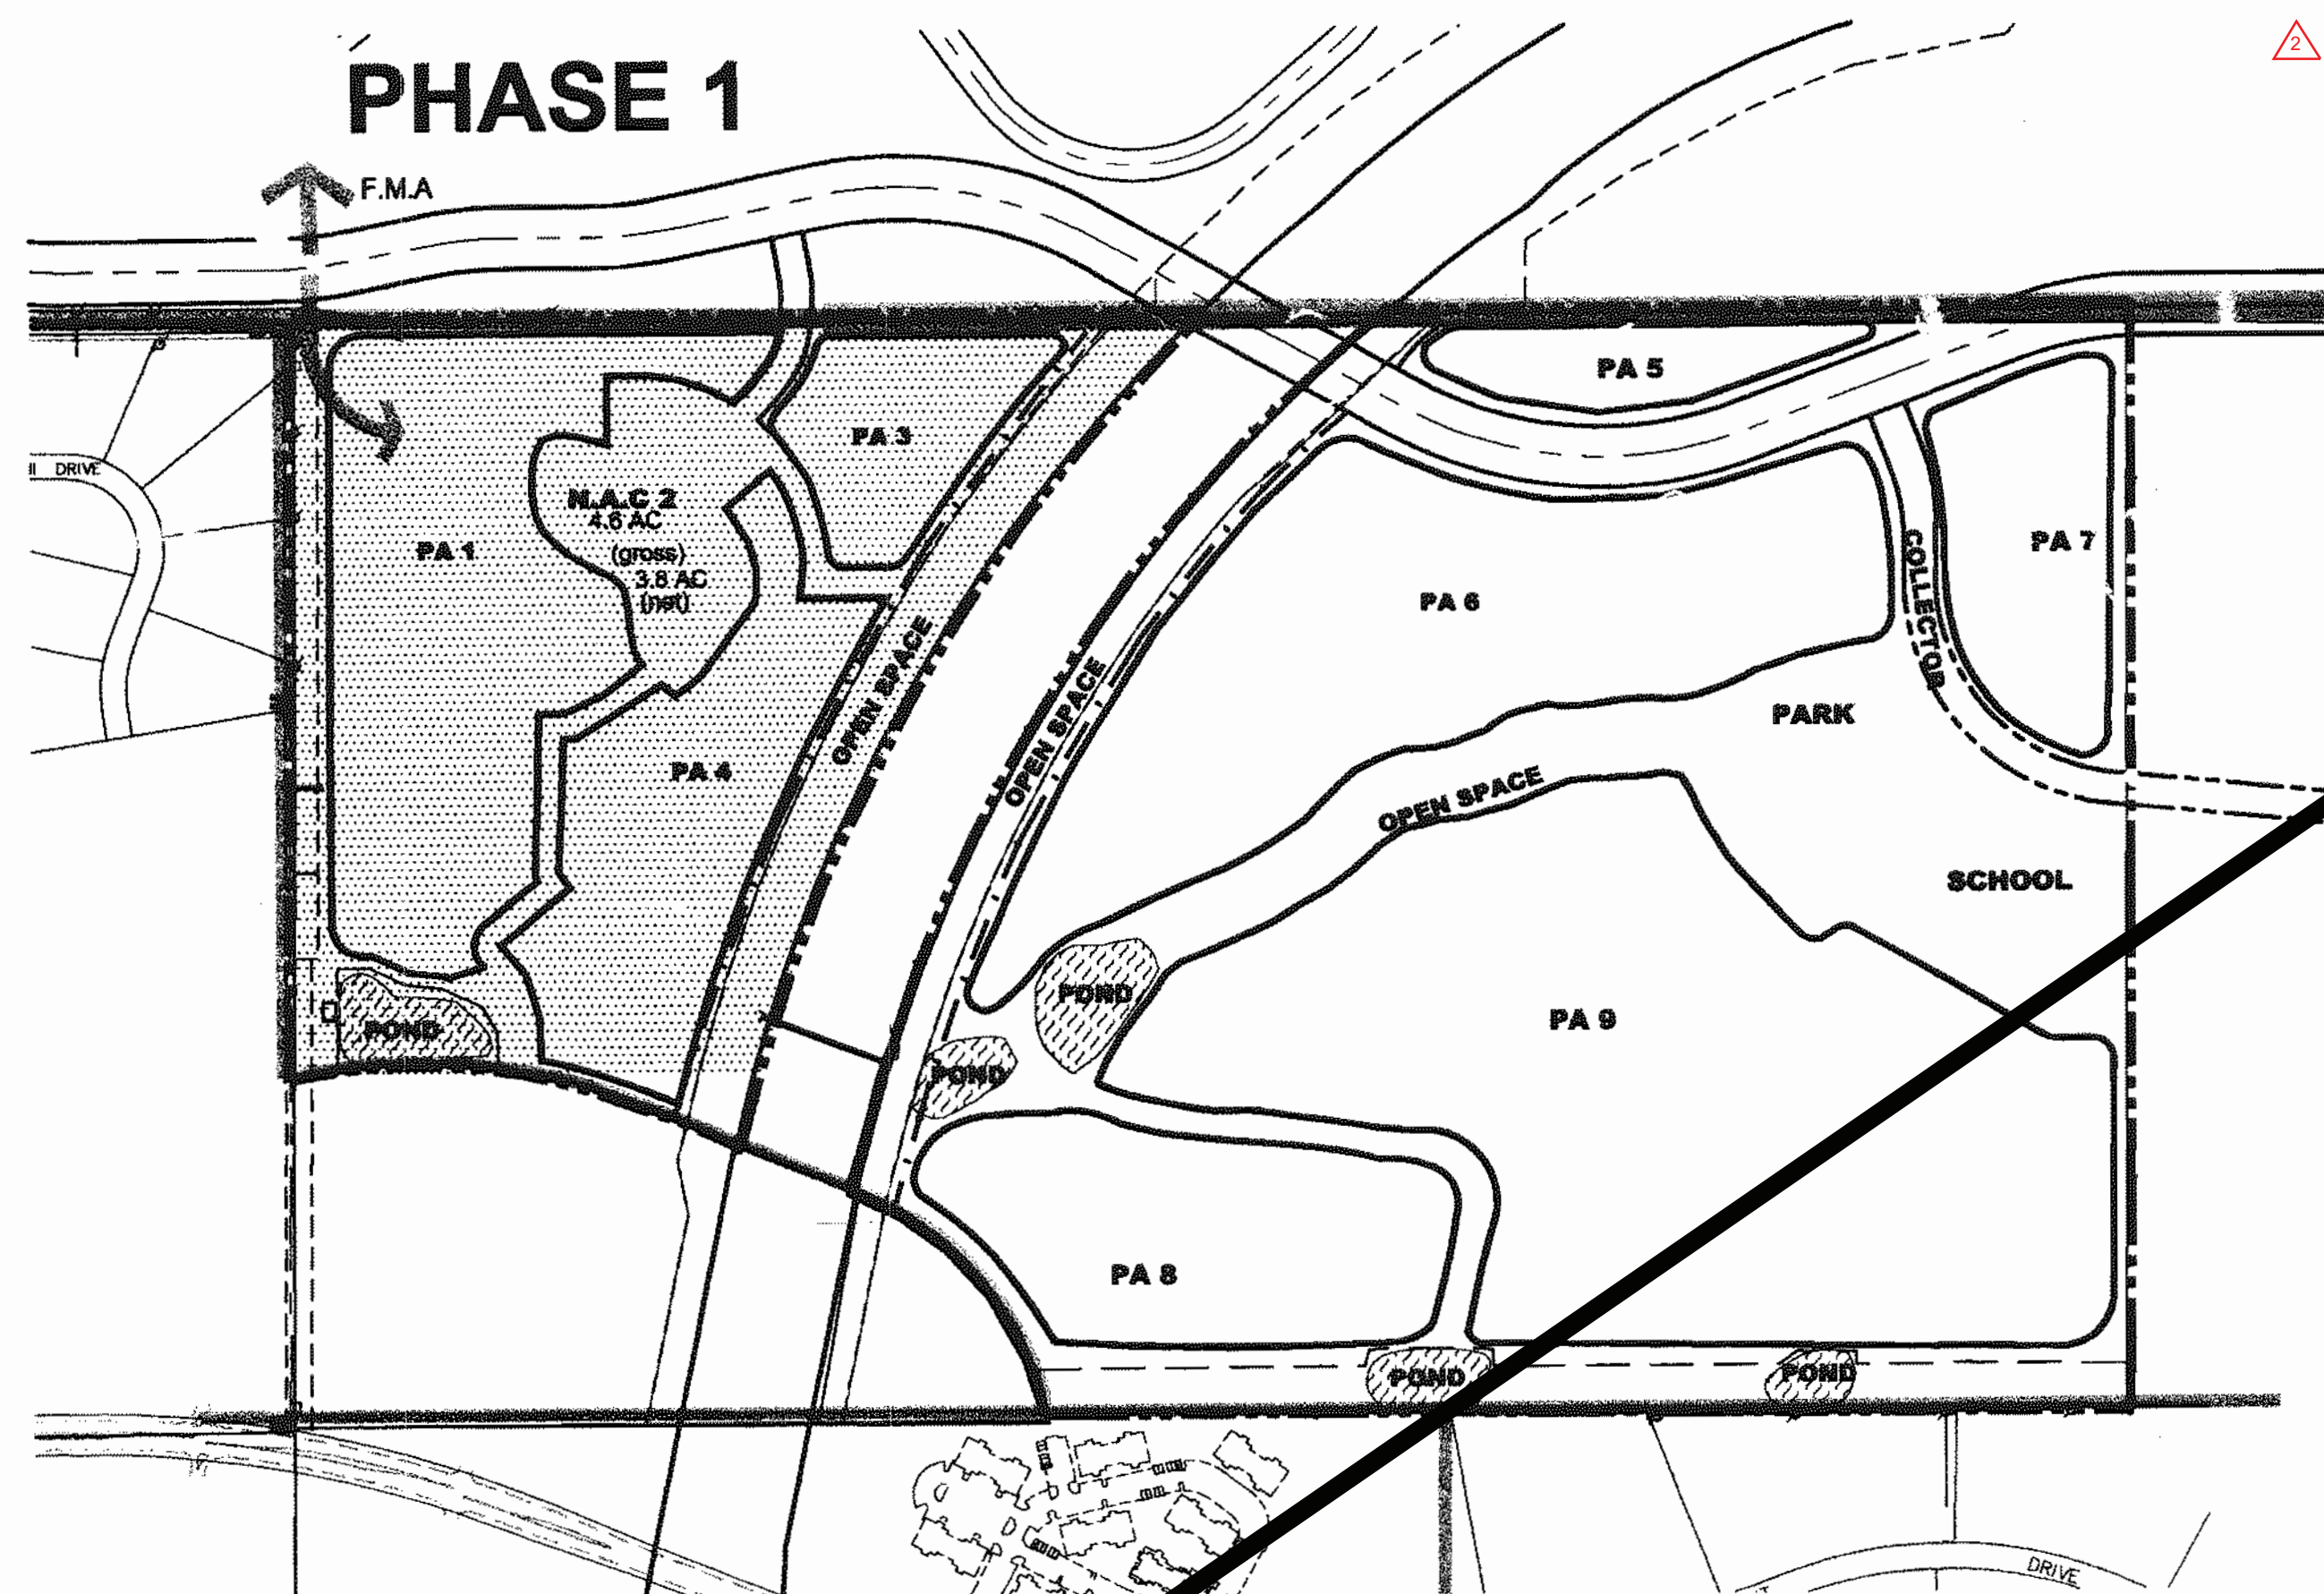 2
PHASE 1
F.M.A
PA 5
PA 3
DRIVE
N.A.C 2
4.6 AC
(gross)
3.8 AC
(net)
PA 1
PA 7
COLLECTOR
PA 6
OPEN SPACE
OPEN SPACE
PARK
PA 4
OPEN SPACE
SCHOOL
POND
PA 9
POND
POND
PA 8
POND
POND
DRIVE